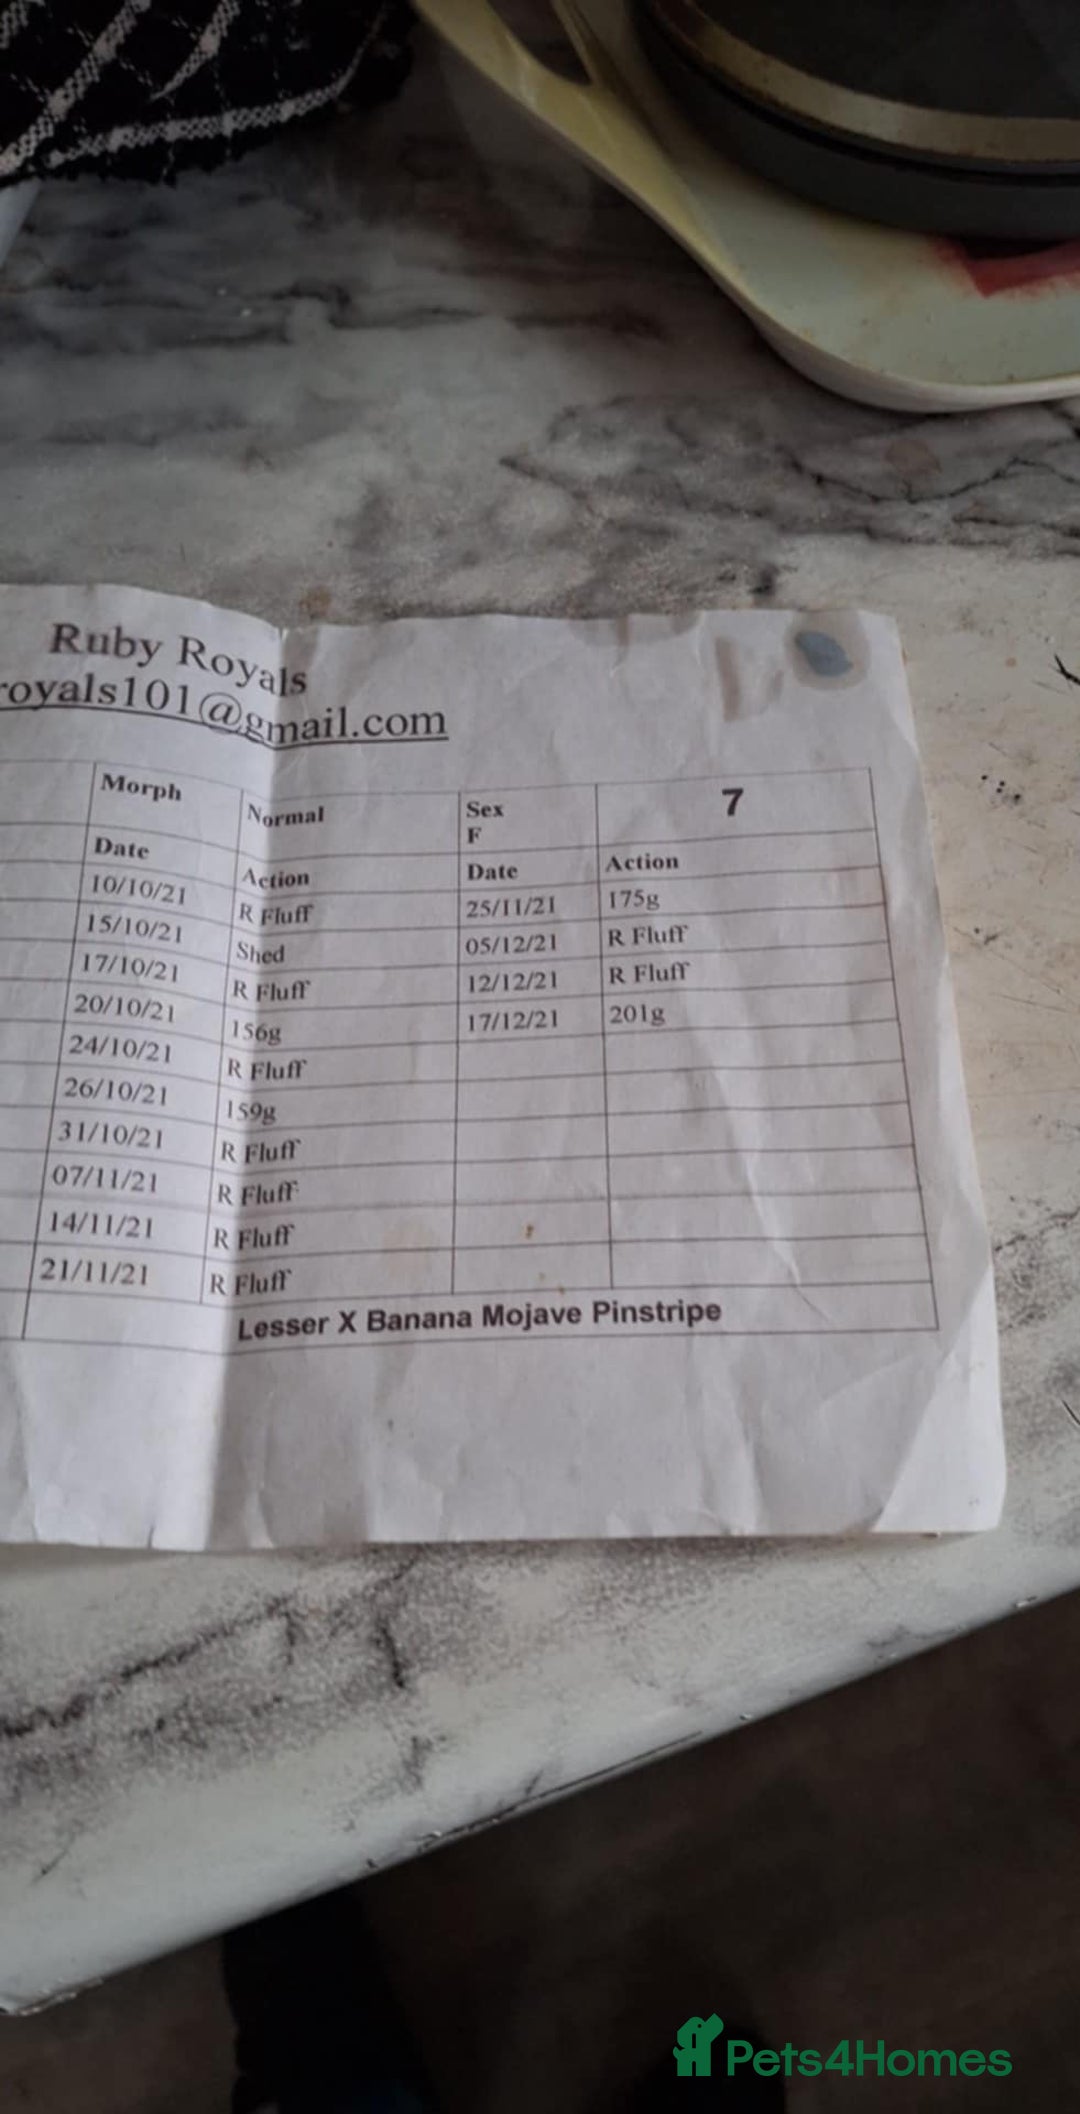 Ruby Royals
royals101@gmail.com
Morph Normal Sex F 7
Date Action Date Action
10/10/21 R Fluff 25/11/21 175g
15/10/21 Shed 05/12/21 R Fluff
17/10/21 R Fluff 12/12/21 R Fluff
20/10/21 156g 17/12/21 201g
24/10/21 R Fluff
26/10/21 159g
31/10/21 R Fluff
07/11/21 R Fluff
14/11/21 R Fluff
21/11/21 R Fluff
Lesser X Banana Mojave Pinstripe
Pets4Homes